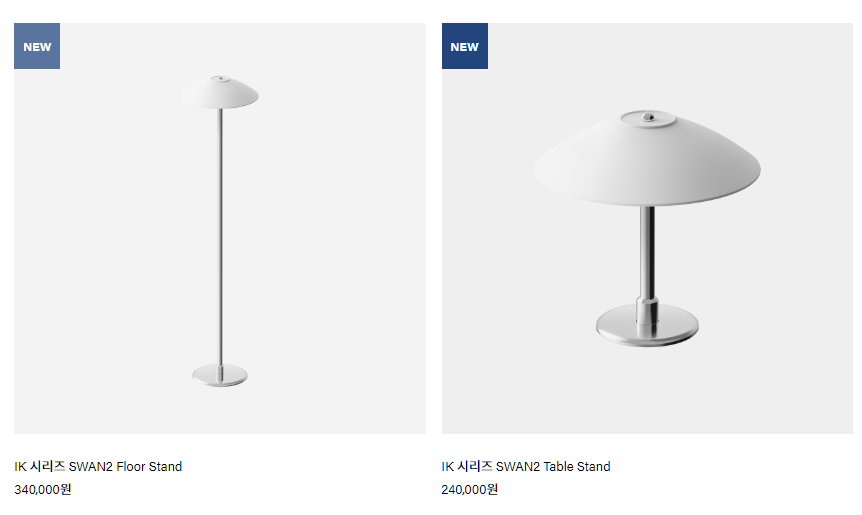 NEW
NEW
IK 시리즈 SWAN2 Floor Stand
340,000원
IK 시리즈 SWAN2 Table Stand
240,000원